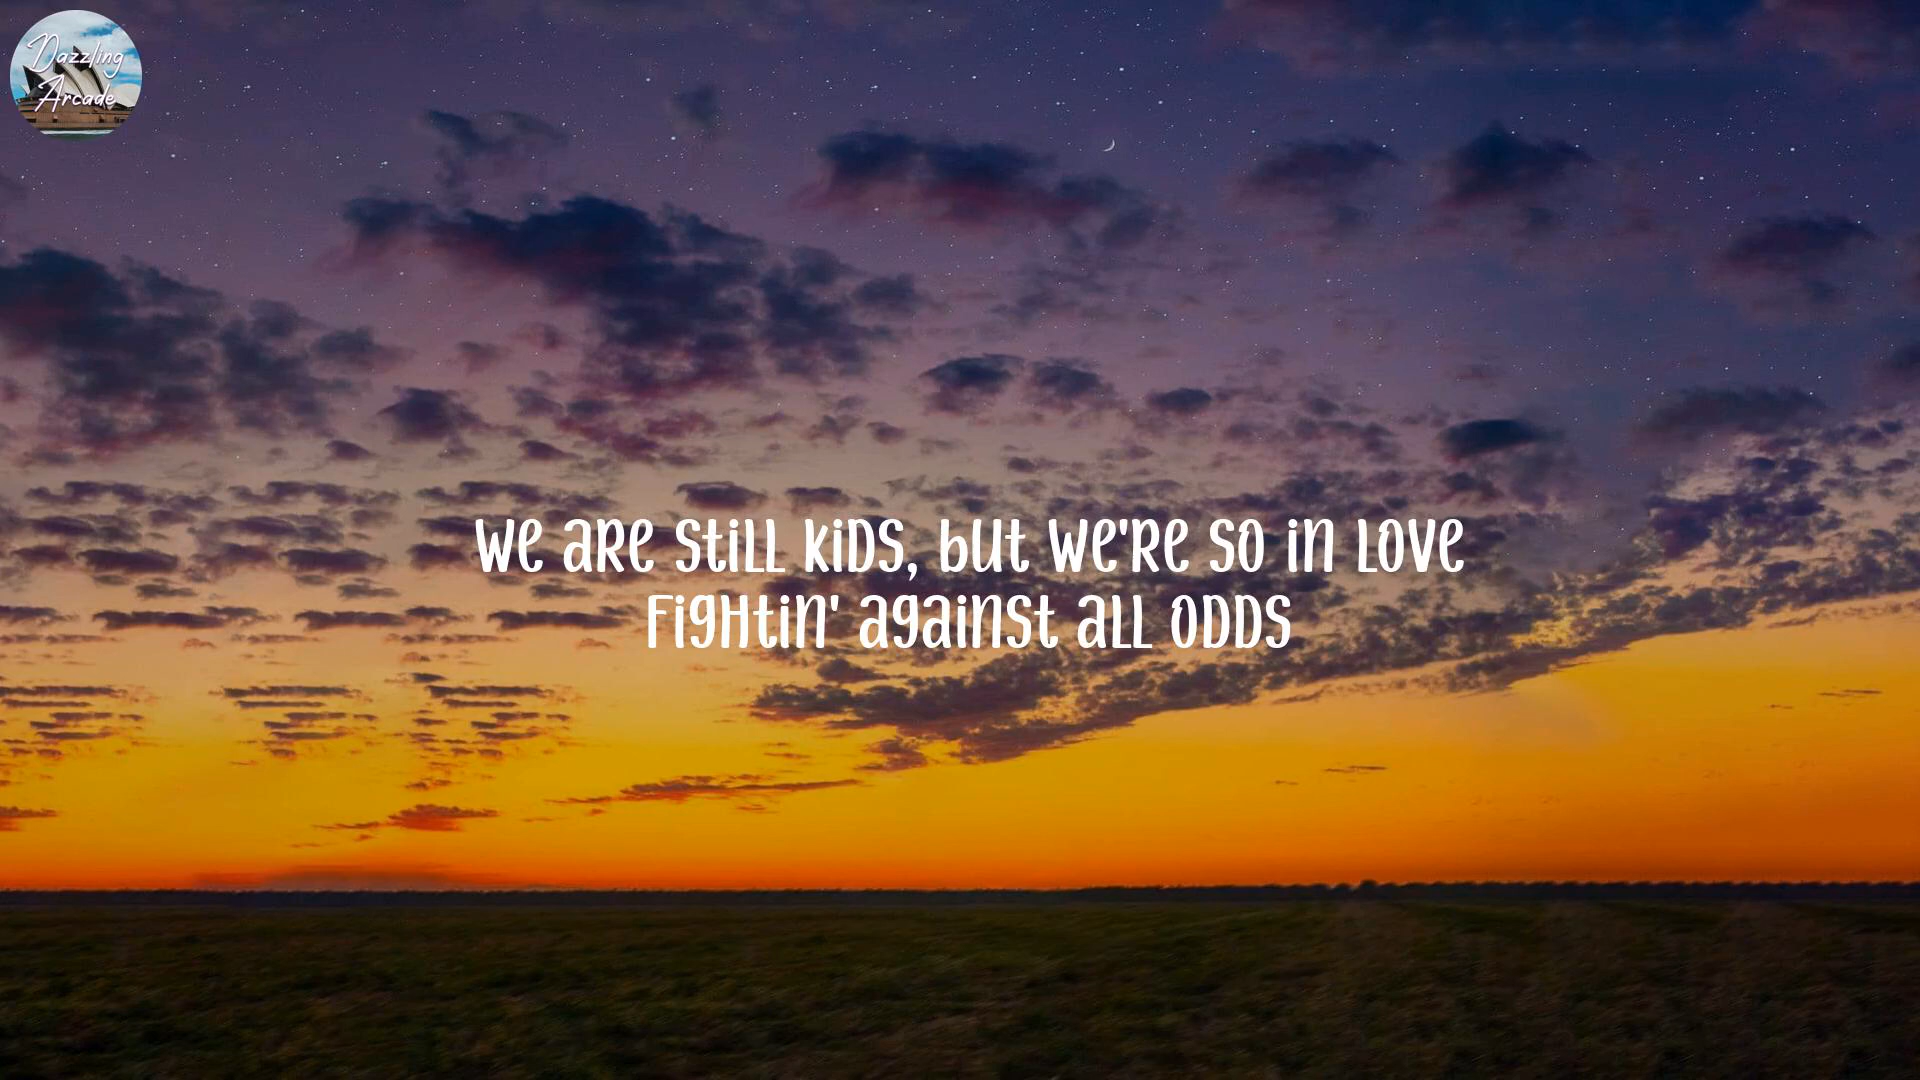 Dazzling
Arcade
We are still kids, but we're so in love
Fightin' against all odds